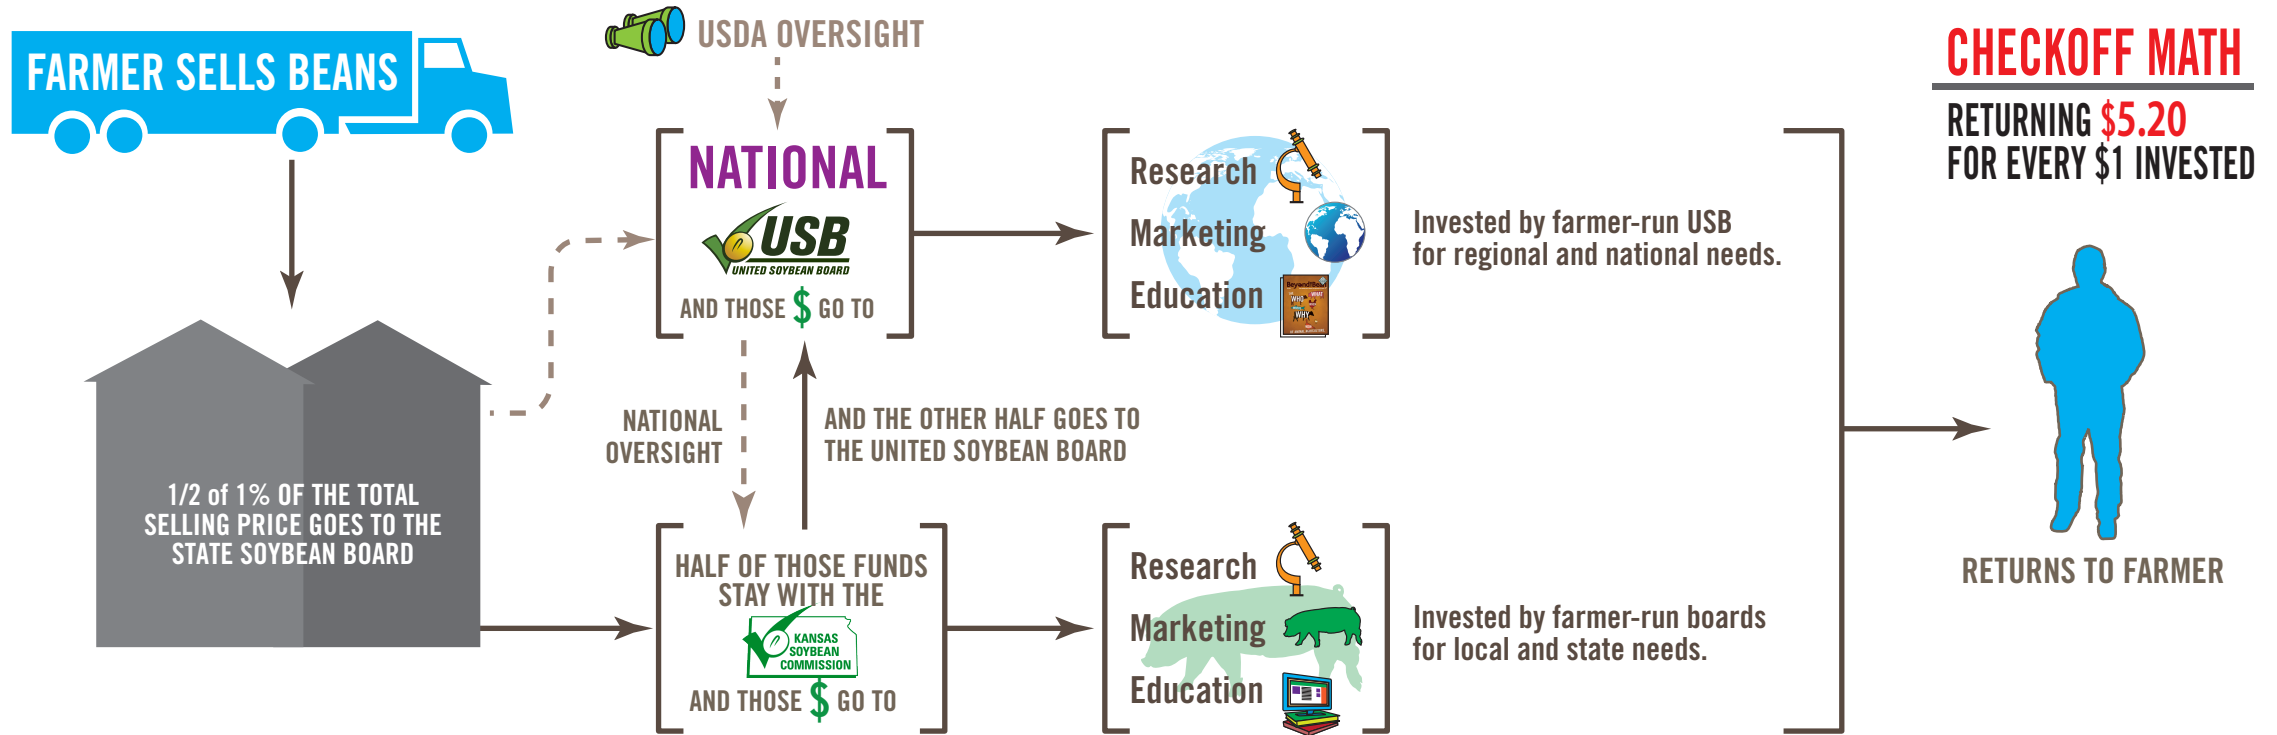 FARMER SELLS BEANS
1/2 of 1% OF THE TOTAL
SELLING PRICE GOES TO THE
STATE SOYBEAN BOARD
USDA OVERSIGHT
NATIONAL
USB
UNITED SOYBEAN BOARD
AND THOSE $ GO TO
NATIONAL
OVERSIGHT
AND THE OTHER HALF GOES TO
THE UNITED SOYBEAN BOARD
HALF OF THOSE FUNDS
STAY WITH THE
KANSAS
SOYBEAN
COMMISSION
AND THOSE $ GO TO
Research
Marketing
Education
Invested by farmer-run USB
for regional and national needs.
Research
Marketing
Education
Invested by farmer-run boards
for local and state needs.
CHECKOFF MATH
RETURNING $5.20
FOR EVERY $1 INVESTED
RETURNS TO FARMER
WHO
WHAT
WHY